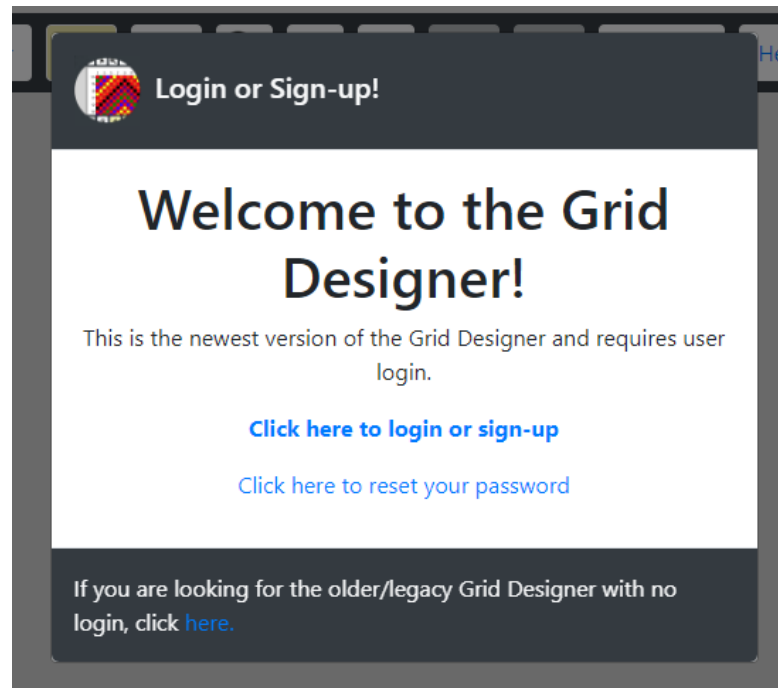 He
Login or Sign-up!
Welcome to the Grid
Designer!
This is the newest version of the Grid Designer and requires user
login.
Click here to login or sign-up
Click here to reset your password
If you are looking for the older/legacy Grid Designer with no
login, click here.